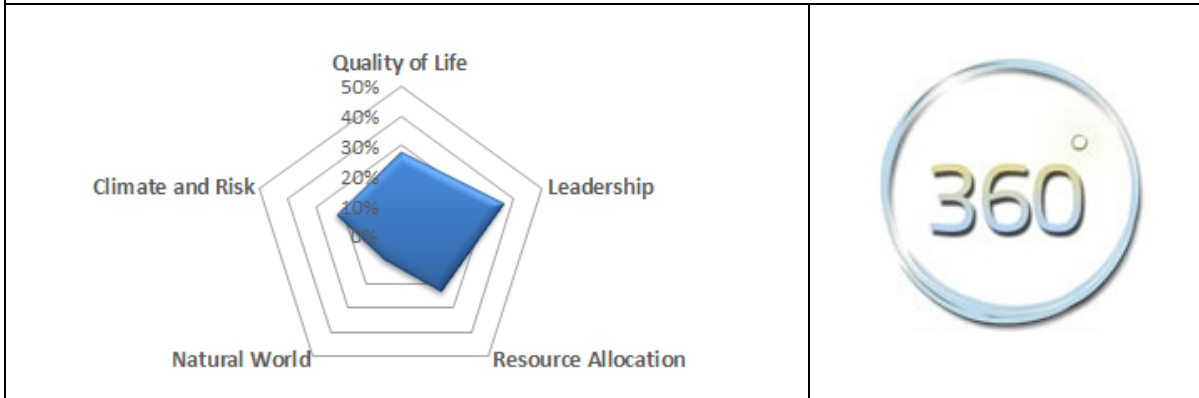 Quality of Life
50%
40%
30%
20%
10%
0%
Climate and Risk
Leadership
Natural World
Resource Allocation
360°